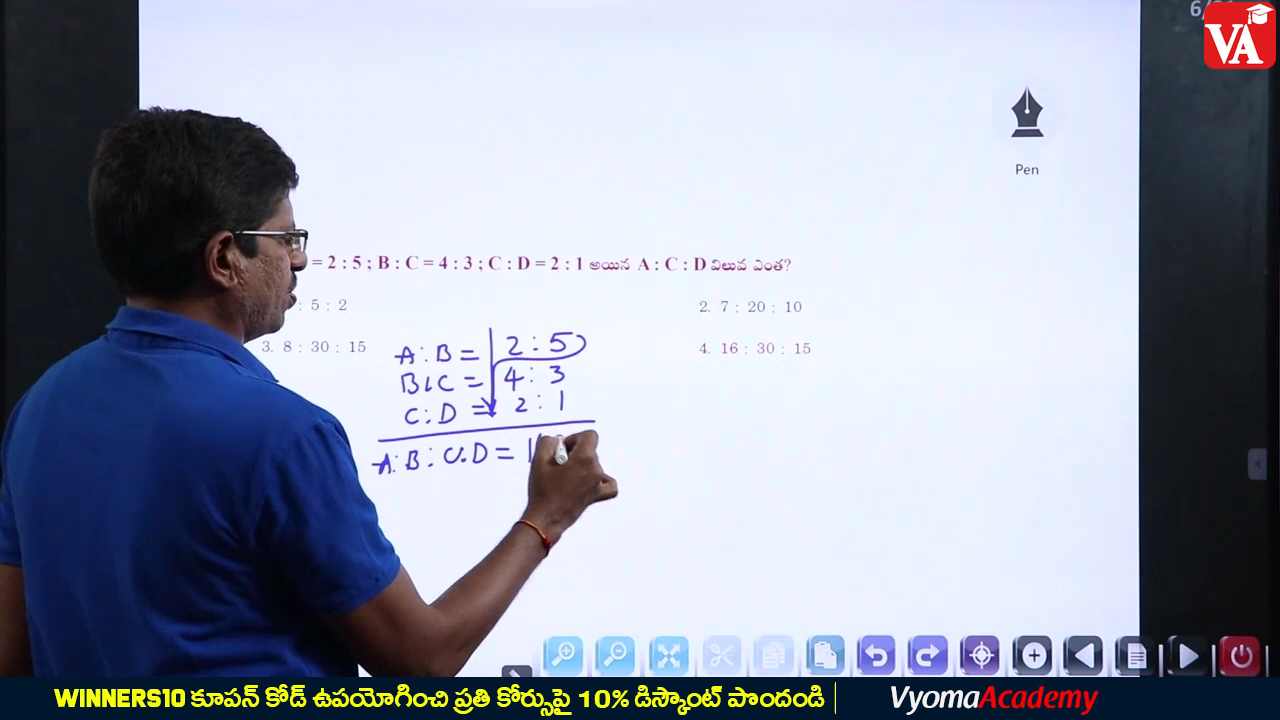 6/
VA
Pen
= 2 : 5 ; B : C = 4 : 3 ; C : D = 2 : 1 అయిన A : C : D విలువ ఎంత?
: 5 : 2
2. 7 : 20 : 10
3. 8 : 30 : 15
4. 16 : 30 : 15
A : B = 2 : 5
B : C = 4 : 3
C : D = 2 : 1
A : B : C : D = 1
WINNERS10 కూపన్ కోడ్ ఉపయోగించి ప్రతి కోర్సుపై 10% డిస్కౌంట్ పొందండి
VyomaAcademy